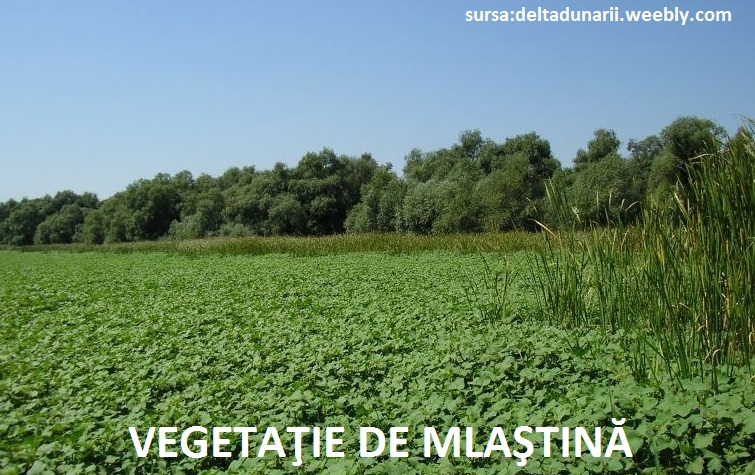 sursa:deltadunarii.weebly.com
VEGETAŢIE DE MLAŞTINĂ